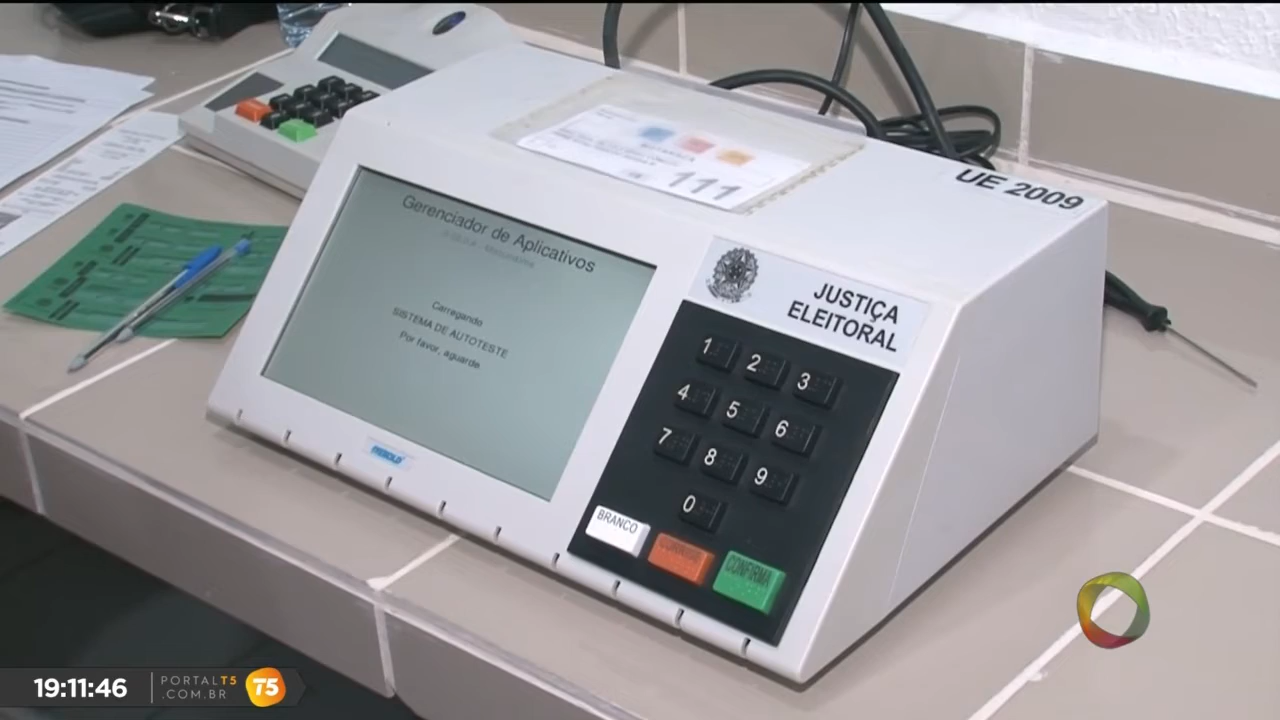 111
UE 2009
Gerenciador de Aplicativos
Carregando
SISTEMA DE AUTOTESTE
Por favor, aguarde.
JUSTIÇA
ELEITORAL
1 2 3
4 5 6
7 8 9
0
BRANCO
CORRIGE
CONFIRMA
19:11:46
PORTALT5
.COM.BR
T5